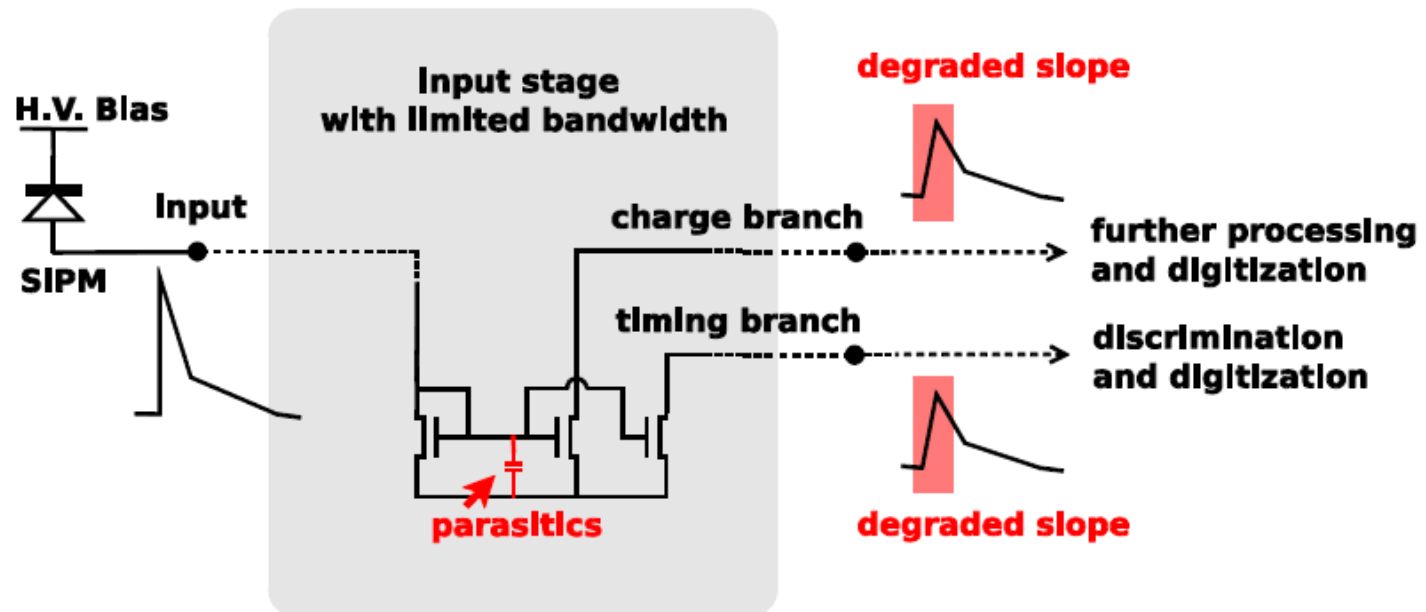 Input stage
with limited bandwidth
degraded slope
H.V. Bias
Input
SiPM
charge branch
further processing
and digitization
timing branch
discrimination
and digitization
parasitics
degraded slope